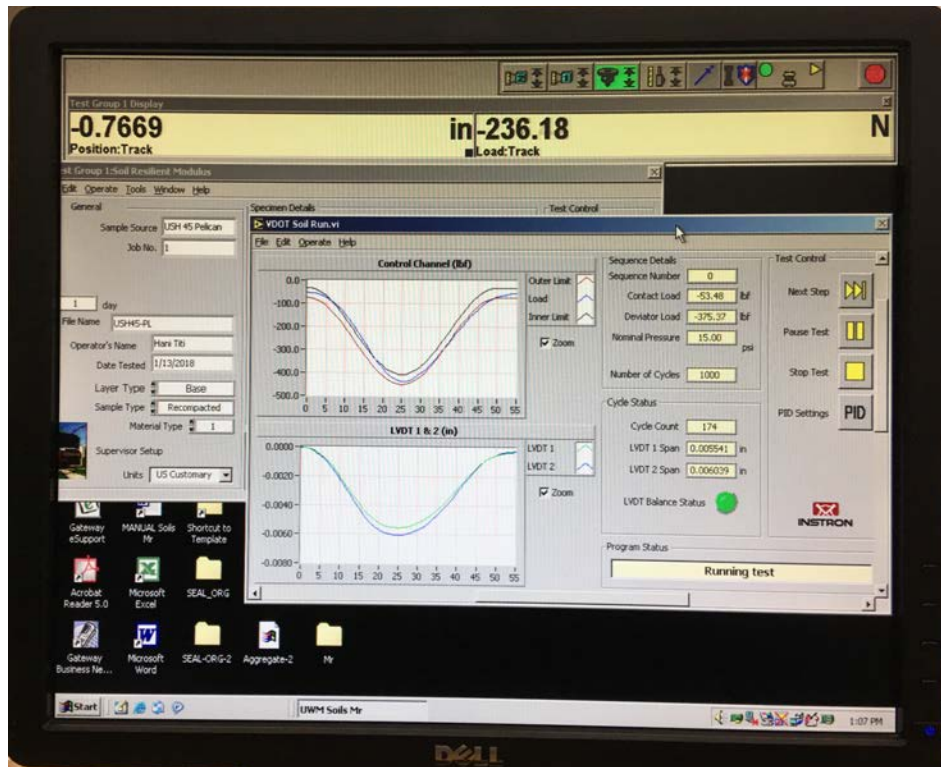 Test Group 1 Display
-0.7669 in -236.18 N
Position:Track Load:Track
st Group 1:Soil Resilient Modulus
Edit Operate Tools Window Help
General Specimen Details Test Control
Sample Source USH 45 Pelican
Job No. 1
1 day
File Name USH45-PL
Operator's Name Hani Titi
Date Tested 1/13/2018
Layer Type Base
Sample Type Recompacted
Material Type 1
Supervisor Setup
Units US Customary
VDOT Soil Run.vi
File Edit Operate Help
Control Channel (lbf)
0.0
-100.0
-200.0
-300.0
-400.0
-500.0
0 5 10 15 20 25 30 35 40 45 50 55
Outer Limit
Load
Inner Limit
Zoom
LVDT 1 & 2 (in)
0.0000
-0.0020
-0.0040
-0.0060
-0.0080
0 5 10 15 20 25 30 35 40 45 50 55
LVDT 1
LVDT 2
Zoom
Sequence Details
Sequence Number 0
Contact Load -53.48 lbf
Deviator Load -375.37 lbf
Nominal Pressure 15.00 psi
Number of Cycles 1000
Cycle Status
Cycle Count 174
LVDT 1 Span 0.005541 in
LVDT 2 Span 0.006039 in
LVDT Balance Status
Program Status
Running test
Test Control
Next Step
Pause Test
Stop Test
PID Settings PID
INSTRON
Gateway eSupport
MANUAL Soils Mr
Shortcut to Template
Acrobat Reader 5.0
Microsoft Excel
SEAL_ORG
Gateway Business Ne...
Microsoft Word
SEAL-ORG-2
Aggregate-2
Mr
Start
UWM Soils Mr
1:07 PM
DELL